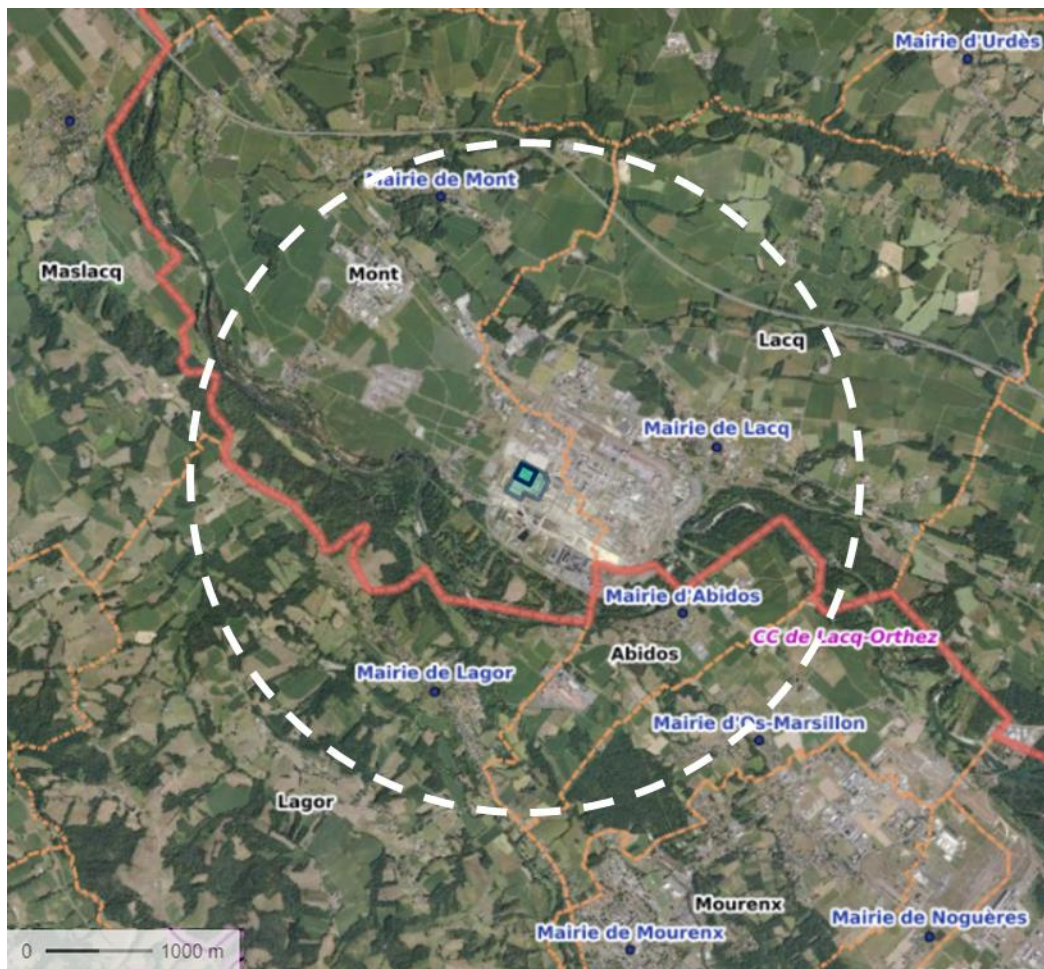 Mairie d'Urdès
Mairie de Mont
Maslacq
Mont
Lacq
Mairie de Lacq
Mairie d'Abidos
CC de Lacq-Orthez
Abidos
Mairie de Lagor
Mairie d'Os-Marsillon
Lagor
Mourenx
Mairie de Noguères
Mairie de Mourenx
0 1000 m